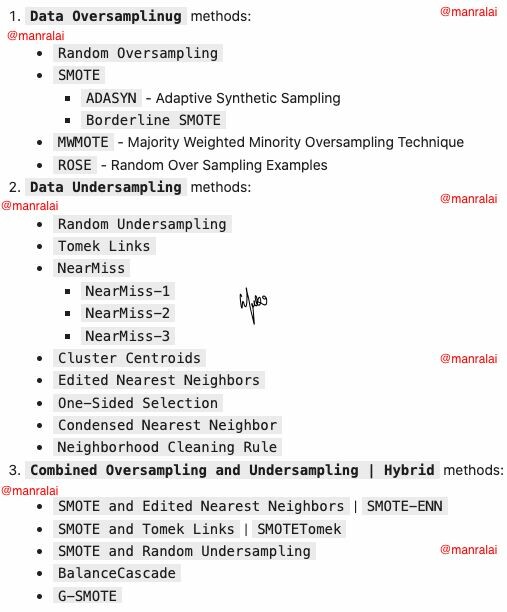 1. Data Oversamplinug methods:
@manralai
@manralai
Random Oversampling
SMOTE
ADASYN - Adaptive Synthetic Sampling
Borderline SMOTE
MWMOTE - Majority Weighted Minority Oversampling Technique
ROSE - Random Over Sampling Examples
2. Data Undersampling methods:
@manralai
@manralai
Random Undersampling
Tomek Links
NearMiss
NearMiss-1
NearMiss-2
NearMiss-3
Cluster Centroids
@manralai
Edited Nearest Neighbors
One-Sided Selection
Condensed Nearest Neighbor
Neighborhood Cleaning Rule
3. Combined Oversampling and Undersampling | Hybrid methods:
@manralai
SMOTE and Edited Nearest Neighbors | SMOTE-ENN
SMOTE and Tomek Links | SMOTETomek
SMOTE and Random Undersampling
@manralai
BalanceCascade
G-SMOTE